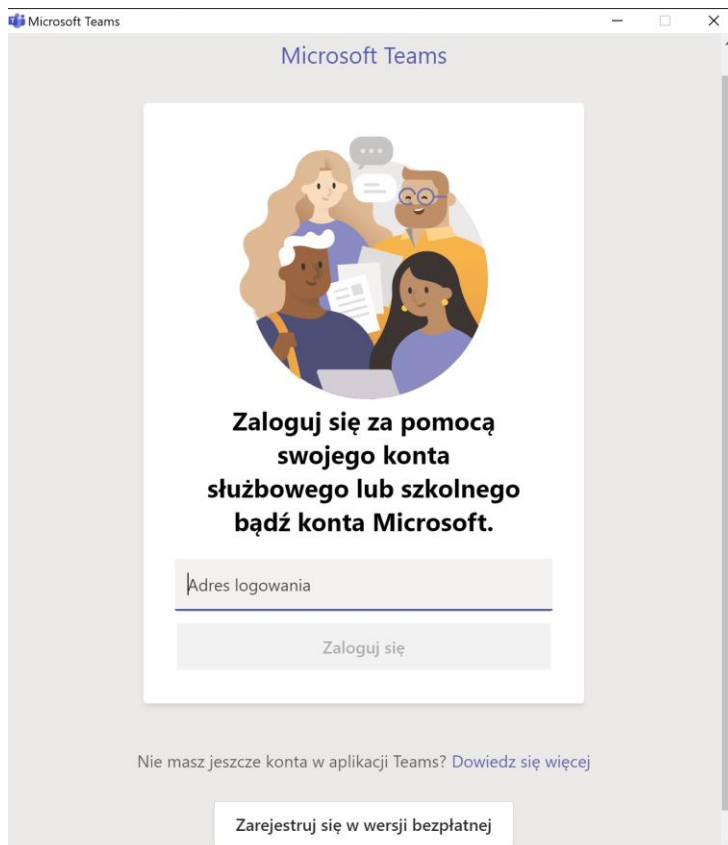 Microsoft Teams
Microsoft Teams
Zaloguj się za pomocą
swojego konta
służbowego lub szkolnego
bądź konta Microsoft.
Adres logowania
Zaloguj się
Nie masz jeszcze konta w aplikacji Teams? Dowiedz się więcej
Zarejestruj się w wersji bezpłatnej